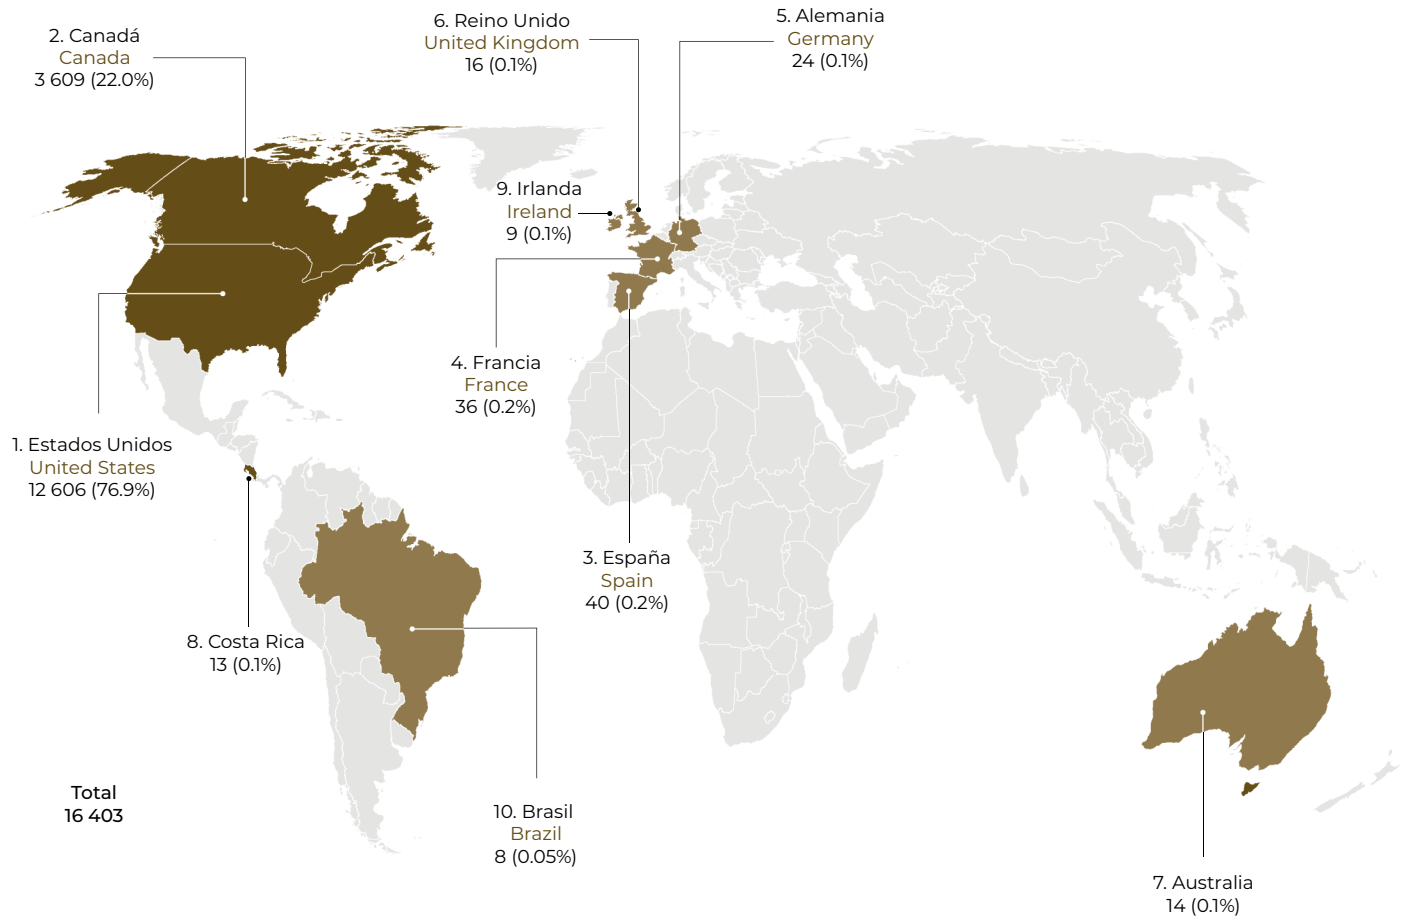 2. Canadá
Canada
3 609 (22.0%)
6. Reino Unido
United Kingdom
16 (0.1%)
5. Alemania
Germany
24 (0.1%)
9. Irlanda
Ireland
9 (0.1%)
4. Francia
France
36 (0.2%)
1. Estados Unidos
United States
12 606 (76.9%)
3. España
Spain
40 (0.2%)
8. Costa Rica
13 (0.1%)
Total
16 403
10. Brasil
Brazil
8 (0.05%)
7. Australia
14 (0.1%)